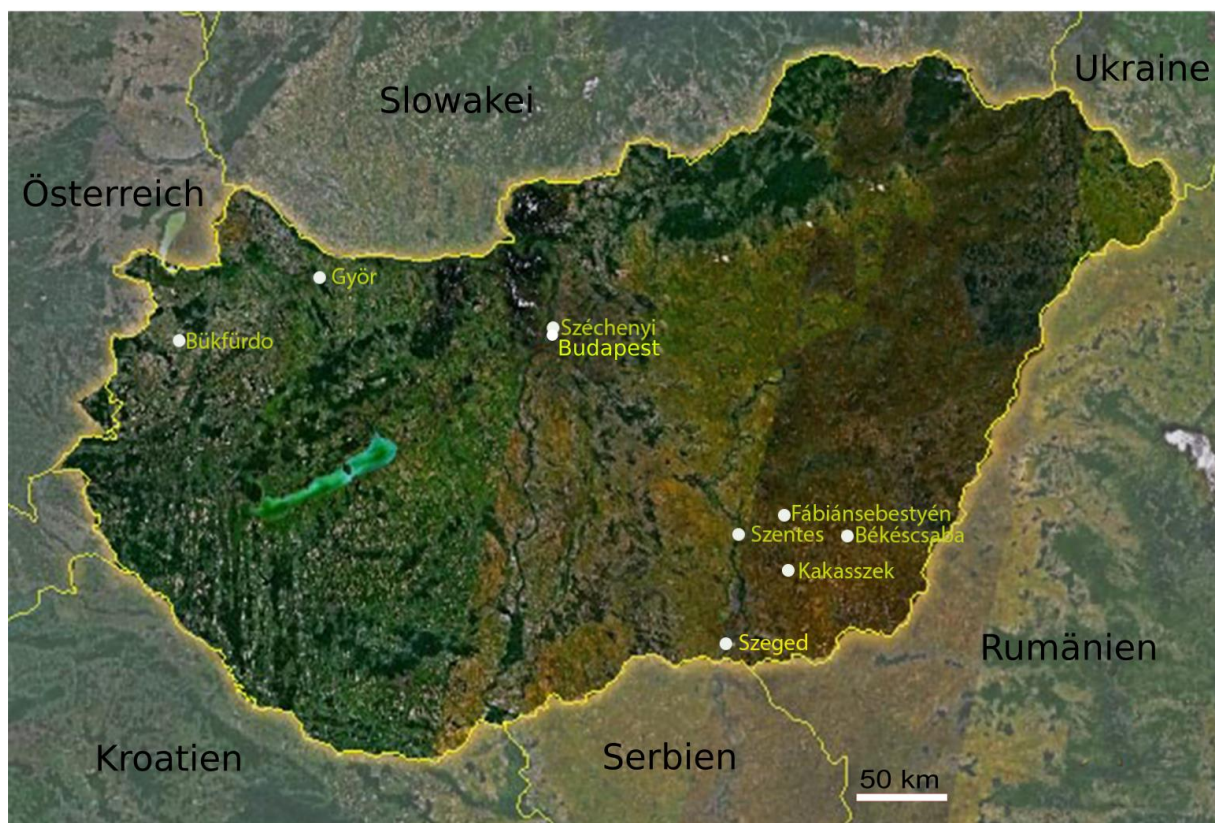 Ukraine
Slowakei
Österreich
Györ
Széchenyi
Bükfürdo
Budapest
Fábiánsebestyén
Szentes
Békéscsaba
Kakasszek
Szeged
Rumänien
Kroatien
Serbien
50 km